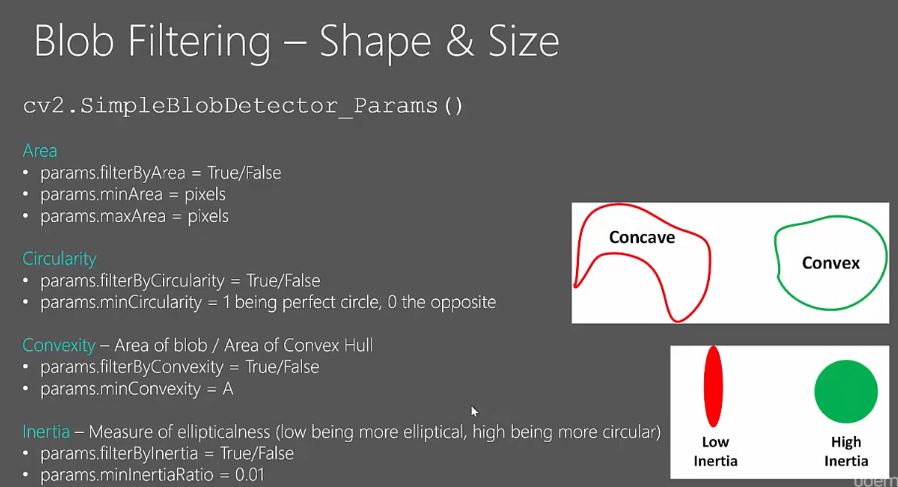 Blob Filtering – Shape & Size
cv2.SimpleBlobDetector_Params()
Area
• params.filterByArea = True/False
• params.minArea = pixels
• params.maxArea = pixels
Circularity
• params.filterByCircularity = True/False
• params.minCircularity = 1 being perfect circle, 0 the opposite
Convexity – Area of blob / Area of Convex Hull
• params.filterByConvexity = True/False
• params.minConvexity = A
Inertia – Measure of ellipticalness (low being more elliptical, high being more circular)
• params.filterByInertia = True/False
• params.minInertiaRatio = 0.01
Concave
Convex
Low
Inertia
High
Inertia